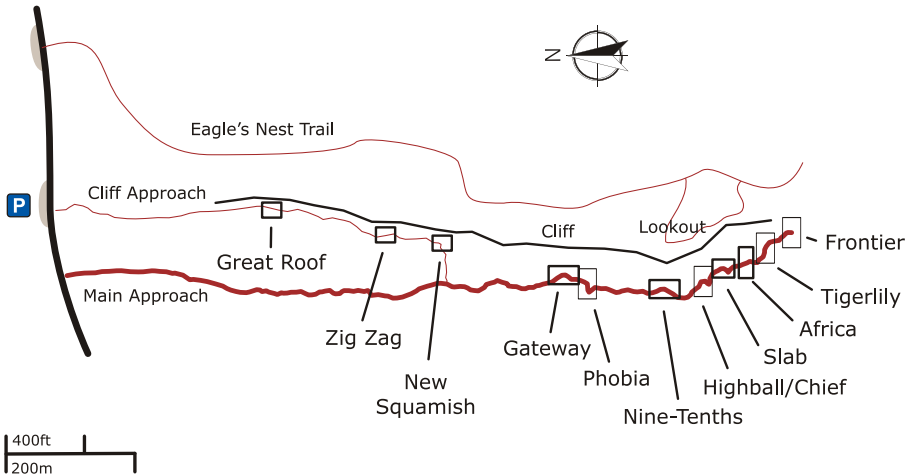 N
Eagle's Nest Trail
P
Cliff Approach
Cliff
Lookout
Frontier
Great Roof
Main Approach
Tigerlily
Zig Zag
Africa
Gateway
Slab
New
Squamish
Phobia
Highball/Chief
Nine-Tenths
400ft
200m